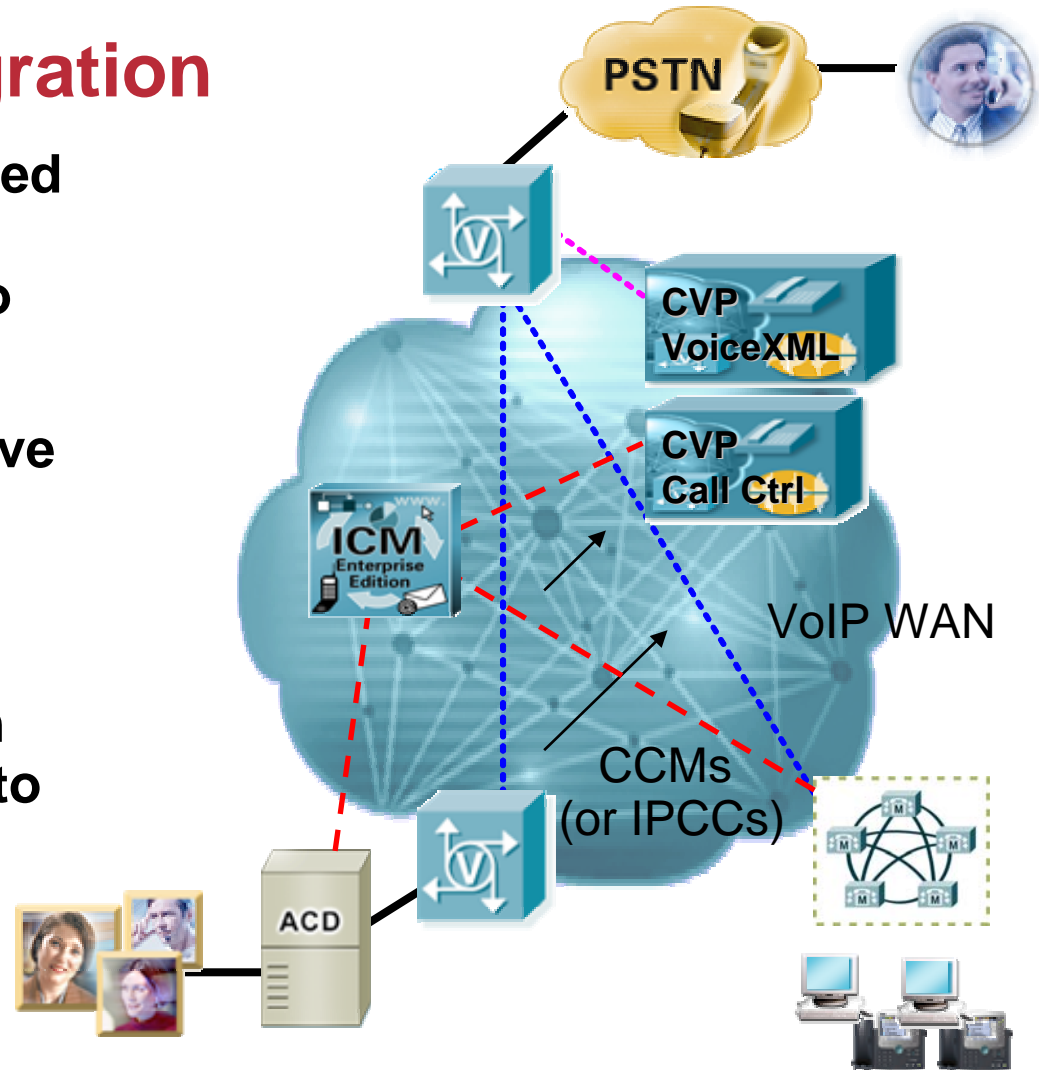 gration
ed
o
ve
n
to
PSTN
V
CVP
VoiceXML
CVP
Call Ctrl
www.
ICM
Enterprise
Edition
VoIP WAN
CCMs
(or IPCCs)
V
M
M
M
M
M
ACD